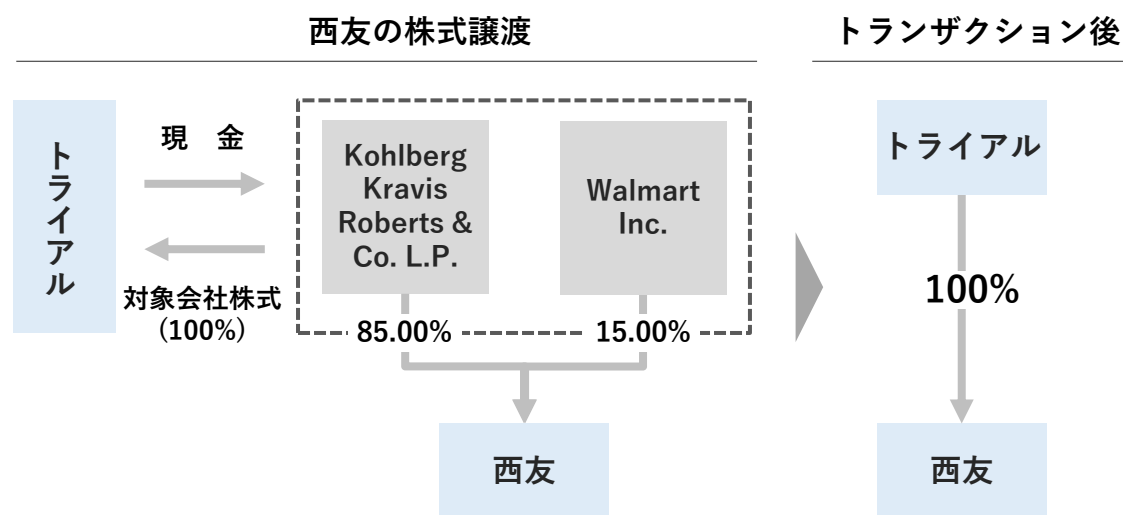 西友の株式譲渡
トランザクション後
トライアル
現 金
対象会社株式
(100%)
Kohlberg
Kravis
Roberts &
Co. L.P.
Walmart
Inc.
85.00%
15.00%
西友
トライアル
100%
西友